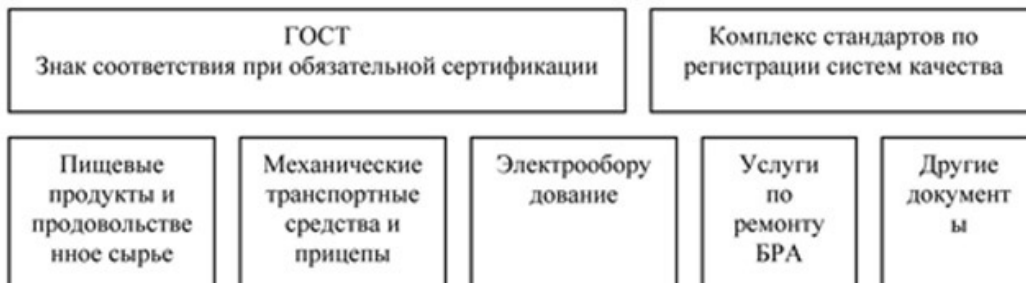 ГОСТ
Знак соответствия при обязательной сертификации
Комплекс стандартов по
регистрации систем качества
Пищевые
продукты и
продовольстве
нное сырье
Механические
транспортные
средства и
прицепы
Электрообору
дование
Услуги
по
ремонту
БРА
Другие
документ
ы